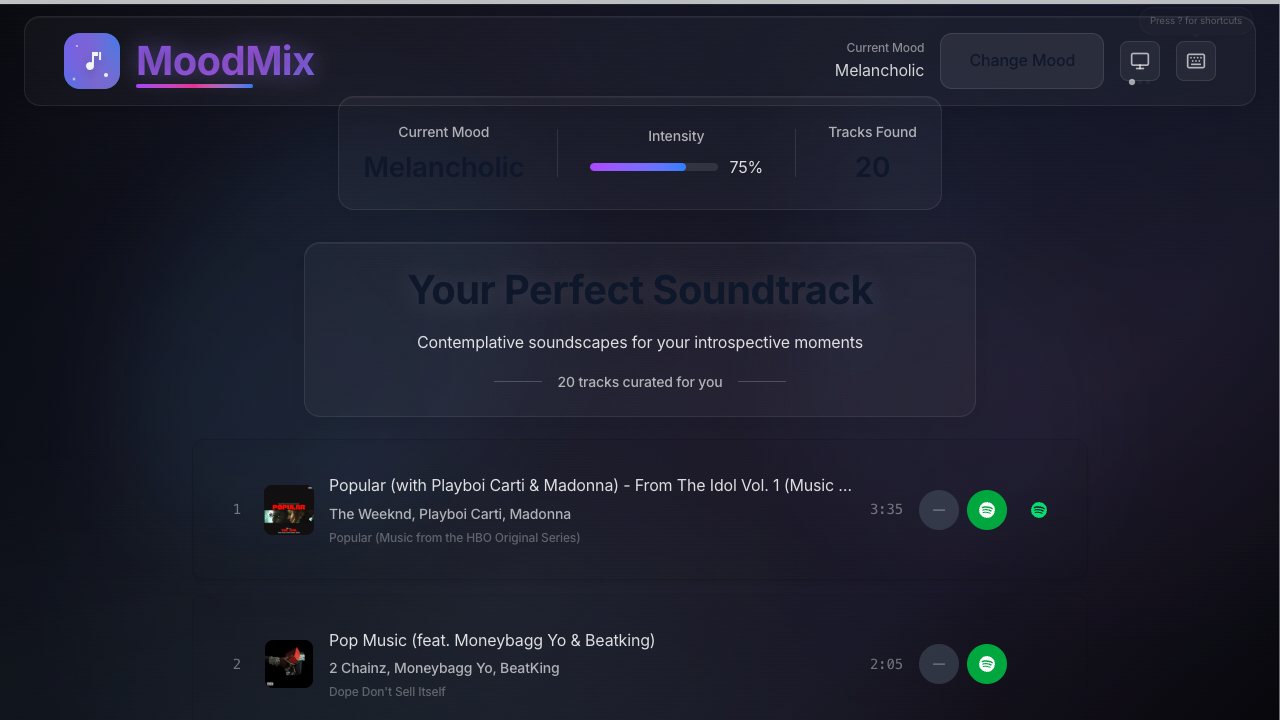 Press ? for shortcuts
MoodMix
Current Mood
Melancholic
Change Mood
Current Mood
Melancholic
Intensity
75%
Tracks Found
20
Your Perfect Soundtrack
Contemplative soundscapes for your introspective moments
20 tracks curated for you
1
POPULAR
Popular (with Playboi Carti & Madonna) - From The Idol Vol. 1 (Music ...
The Weeknd, Playboi Carti, Madonna
Popular (Music from the HBO Original Series)
3:35
2
Pop Music (feat. Moneybagg Yo & Beatking)
2 Chainz, Moneybagg Yo, BeatKing
Dope Don't Sell Itself
2:05